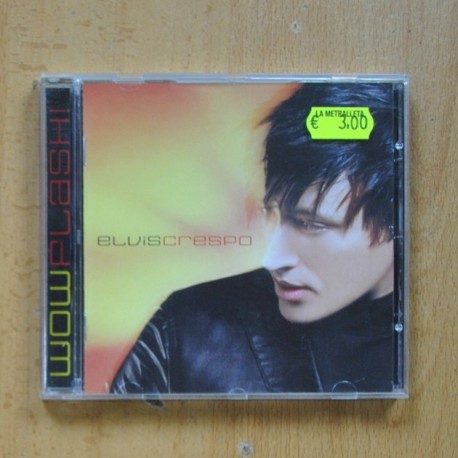 WOWFLASH!
LA METRALLETA
€ 3,00
ELVISCRESPO